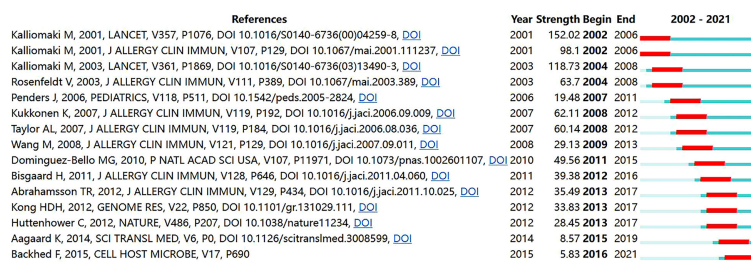 References Year Strength Begin End 2002 - 2021
Kalliomaki M, 2001, LANCET, V357, P1076, DOI 10.1016/S0140-6736(00)04259-8, DOI 2001 152.02 2002 2006
Kalliomaki M, 2001, J ALLERGY CLIN IMMUN, V107, P129, DOI 10.1067/mai.2001.111237, DOI 2001 98.1 2002 2006
Kalliomaki M, 2003, LANCET, V361, P1869, DOI 10.1016/S0140-6736(03)13490-3, DOI 2003 118.73 2004 2008
Rosenfeldt V, 2003, J ALLERGY CLIN IMMUN, V111, P389, DOI 10.1067/mai.2003.389, DOI 2003 63.7 2004 2008
Penders J, 2006, PEDIATRICS, V118, P511, DOI 10.1542/peds.2005-2824, DOI 2006 19.48 2007 2011
Kukkonen K, 2007, J ALLERGY CLIN IMMUN, V119, P192, DOI 10.1016/j.jaci.2006.09.009, DOI 2007 62.11 2008 2012
Taylor AL, 2007, J ALLERGY CLIN IMMUN, V119, P184, DOI 10.1016/j.jaci.2006.08.036, DOI 2007 60.14 2008 2012
Wang M, 2008, J ALLERGY CLIN IMMUN, V121, P129, DOI 10.1016/j.jaci.2007.09.011, DOI 2008 29.13 2009 2013
Dominguez-Bello MG, 2010, P NATL ACAD SCI USA, V107, P11971, DOI 10.1073/pnas.1002601107, DOI 2010 49.56 2011 2015
Bisgaard H, 2011, J ALLERGY CLIN IMMUN, V128, P646, DOI 10.1016/j.jaci.2011.04.060, DOI 2011 39.38 2012 2016
Abrahamsson TR, 2012, J ALLERGY CLIN IMMUN, V129, P434, DOI 10.1016/j.jaci.2011.10.025, DOI 2012 35.49 2013 2017
Kong HDH, 2012, GENOME RES, V22, P850, DOI 10.1101/gr.131029.111, DOI 2012 33.83 2013 2017
Huttenhower C, 2012, NATURE, V486, P207, DOI 10.1038/nature11234, DOI 2012 28.45 2013 2017
Aagaard K, 2014, SCI TRANSL MED, V6, P0, DOI 10.1126/scitranslmed.3008599, DOI 2014 8.57 2015 2019
Backhed F, 2015, CELL HOST MICROBE, V17, P690 2015 5.83 2016 2021